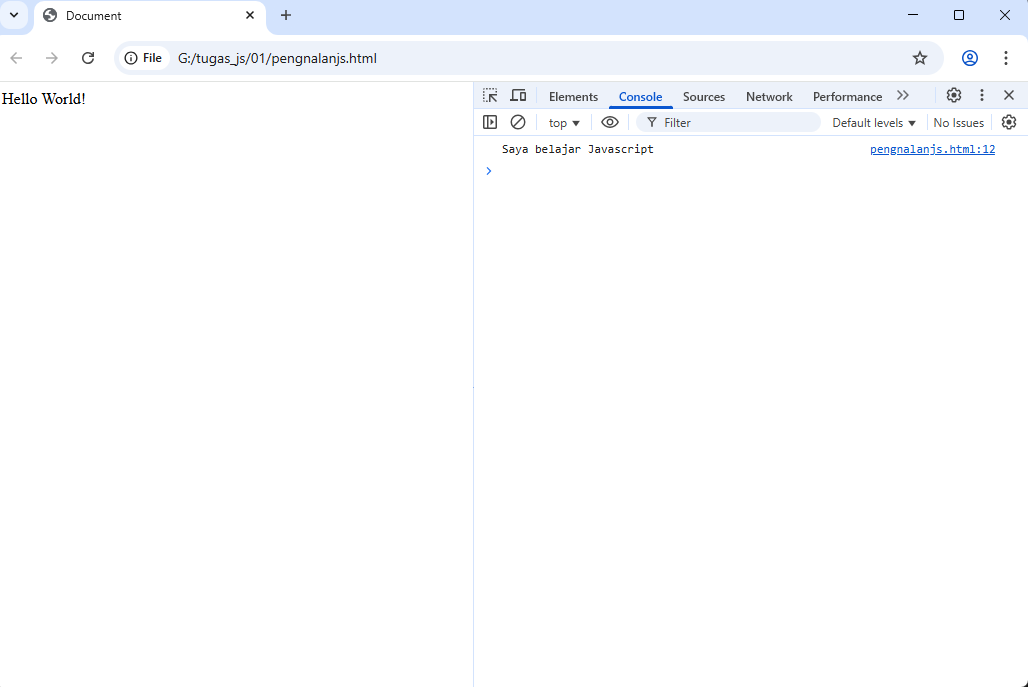 Document
File G:/tugas_js/01/pengnalanjs.html
Hello World!
Elements Console Sources Network Performance
top Filter Default levels No Issues
Saya belajar Javascript pengnalanjs.html:12